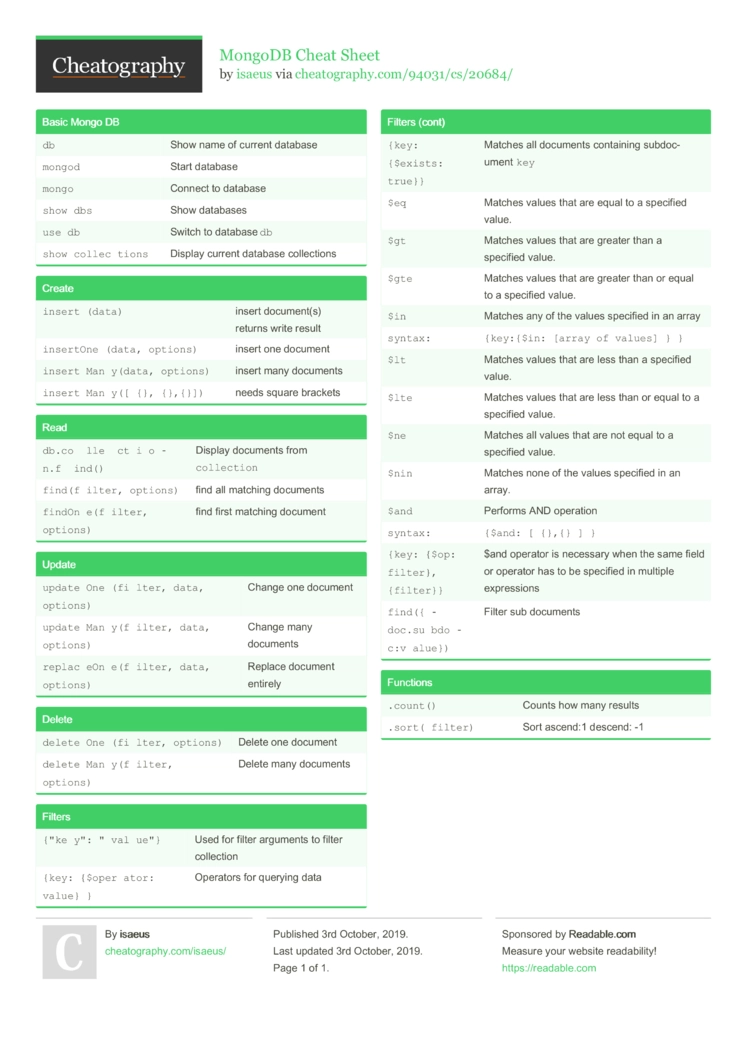 Cheatography
MongoDB Cheat Sheet
by isaeus via cheatography.com/94031/cs/20684/
Basic Mongo DB
db Show name of current database
mongod Start database
mongo Connect to database
show dbs Show databases
use db Switch to database db
show collec tions Display current database collections
Create
insert (data) insert document(s)
returns write result
insertOne (data, options) insert one document
insert Man y(data, options) insert many documents
insert Man y([ {}, {},{}]) needs square brackets
Read
db.co lle ct i o - Display documents from
n.f ind() collection
find(f ilter, options) find all matching documents
findOn e(f ilter, find first matching document
options)
Update
update One (fi lter, data, Change one document
options)
update Man y(f ilter, data, Change many
options) documents
replac eOn e(f ilter, data, Replace document
options) entirely
Delete
delete One (fi lter, options) Delete one document
delete Man y(f ilter, Delete many documents
options)
Filters
{"ke y": " val ue"} Used for filter arguments to filter
collection
{key: {$oper ator: Operators for querying data
value} }
Filters (cont)
{key: Matches all documents containing subdoc-
{$exists: ument key
true}}
$eq Matches values that are equal to a specified
value.
$gt Matches values that are greater than a
specified value.
$gte Matches values that are greater than or equal
to a specified value.
$in Matches any of the values specified in an array
syntax: {key:{$in: [array of values] } }
$lt Matches values that are less than a specified
value.
$lte Matches values that are less than or equal to a
specified value.
$ne Matches all values that are not equal to a
specified value.
$nin Matches none of the values specified in an
array.
$and Performs AND operation
syntax: {$and: [ {},{} ] }
{key: {$op: $and operator is necessary when the same field
filter}, or operator has to be specified in multiple
{filter}} expressions
find({ - Filter sub documents
doc.su bdo -
c:v alue})
Functions
.count() Counts how many results
.sort( filter) Sort ascend:1 descend: -1
C
By isaeus
cheatography.com/isaeus/
Published 3rd October, 2019.
Last updated 3rd October, 2019.
Page 1 of 1.
Sponsored by Readable.com
Measure your website readability!
https://readable.com